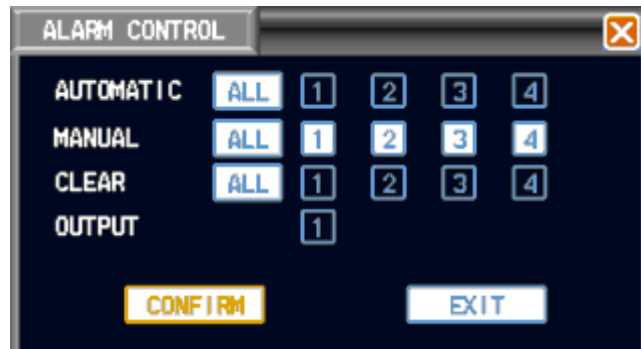 ALARM CONTROL
AUTOMATIC ALL 1 2 3 4
MANUAL ALL 1 2 3 4
CLEAR ALL 1 2 3 4
OUTPUT 1
CONFIRM EXIT